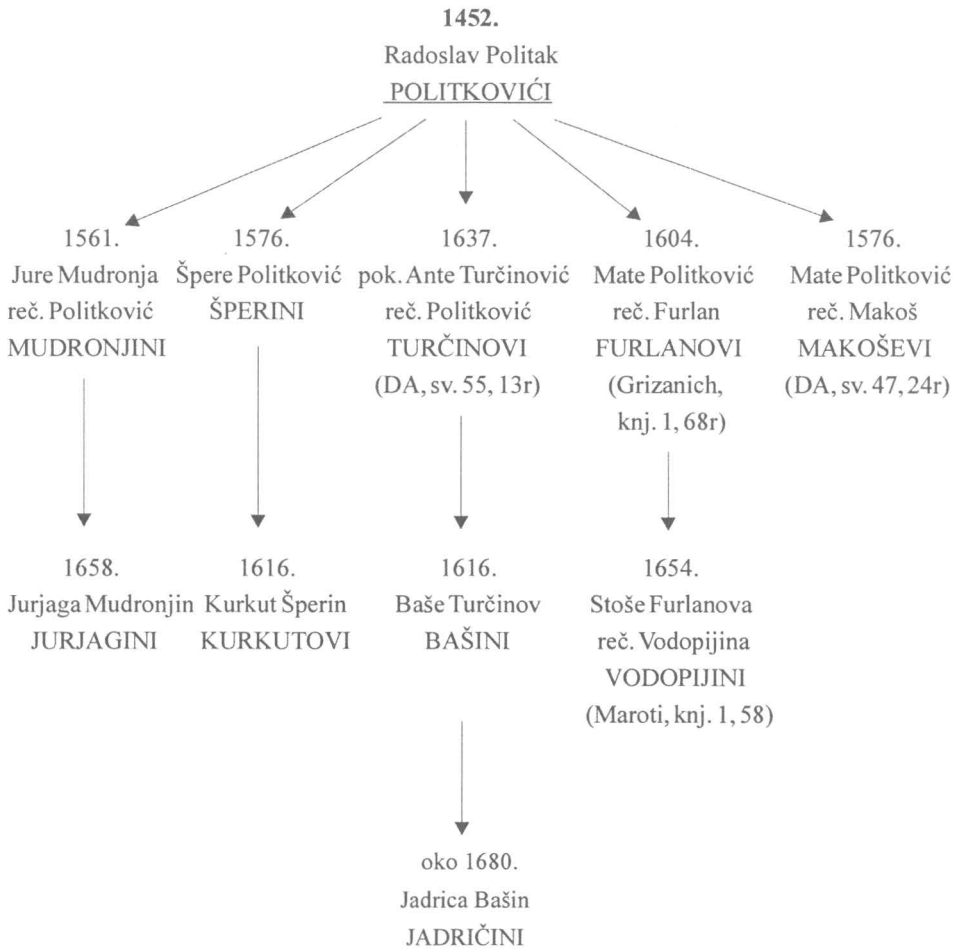 1452.
Radoslav Politak
POLITKOVIĆI
1561.
Jure Mudronja
reč. Politković
MUDRONJINI
1576.
Špere Politković
ŠPERINI
1637.
pok. Ante Turčinović
reč. Politković
TURČINOVI
(DA, sv. 55, 13r)
1604.
Mate Politković
reč. Furlan
FURLANOVI
(Grizanich,
knj. 1, 68r)
1576.
Mate Politković
reč. Makoš
MAKOŠEVI
(DA, sv. 47, 24r)
1658.
Jurjaga Mudronjin
JURJAGINI
1616.
Kurkut Šperin
KURKUTOVI
1616.
Baše Turčinov
BAŠINI
1654.
Stoše Furlanova
reč. Vodopijina
VODOPIJINI
(Maroti, knj. 1, 58)
oko 1680.
Jadrica Bašin
JADRIČINI